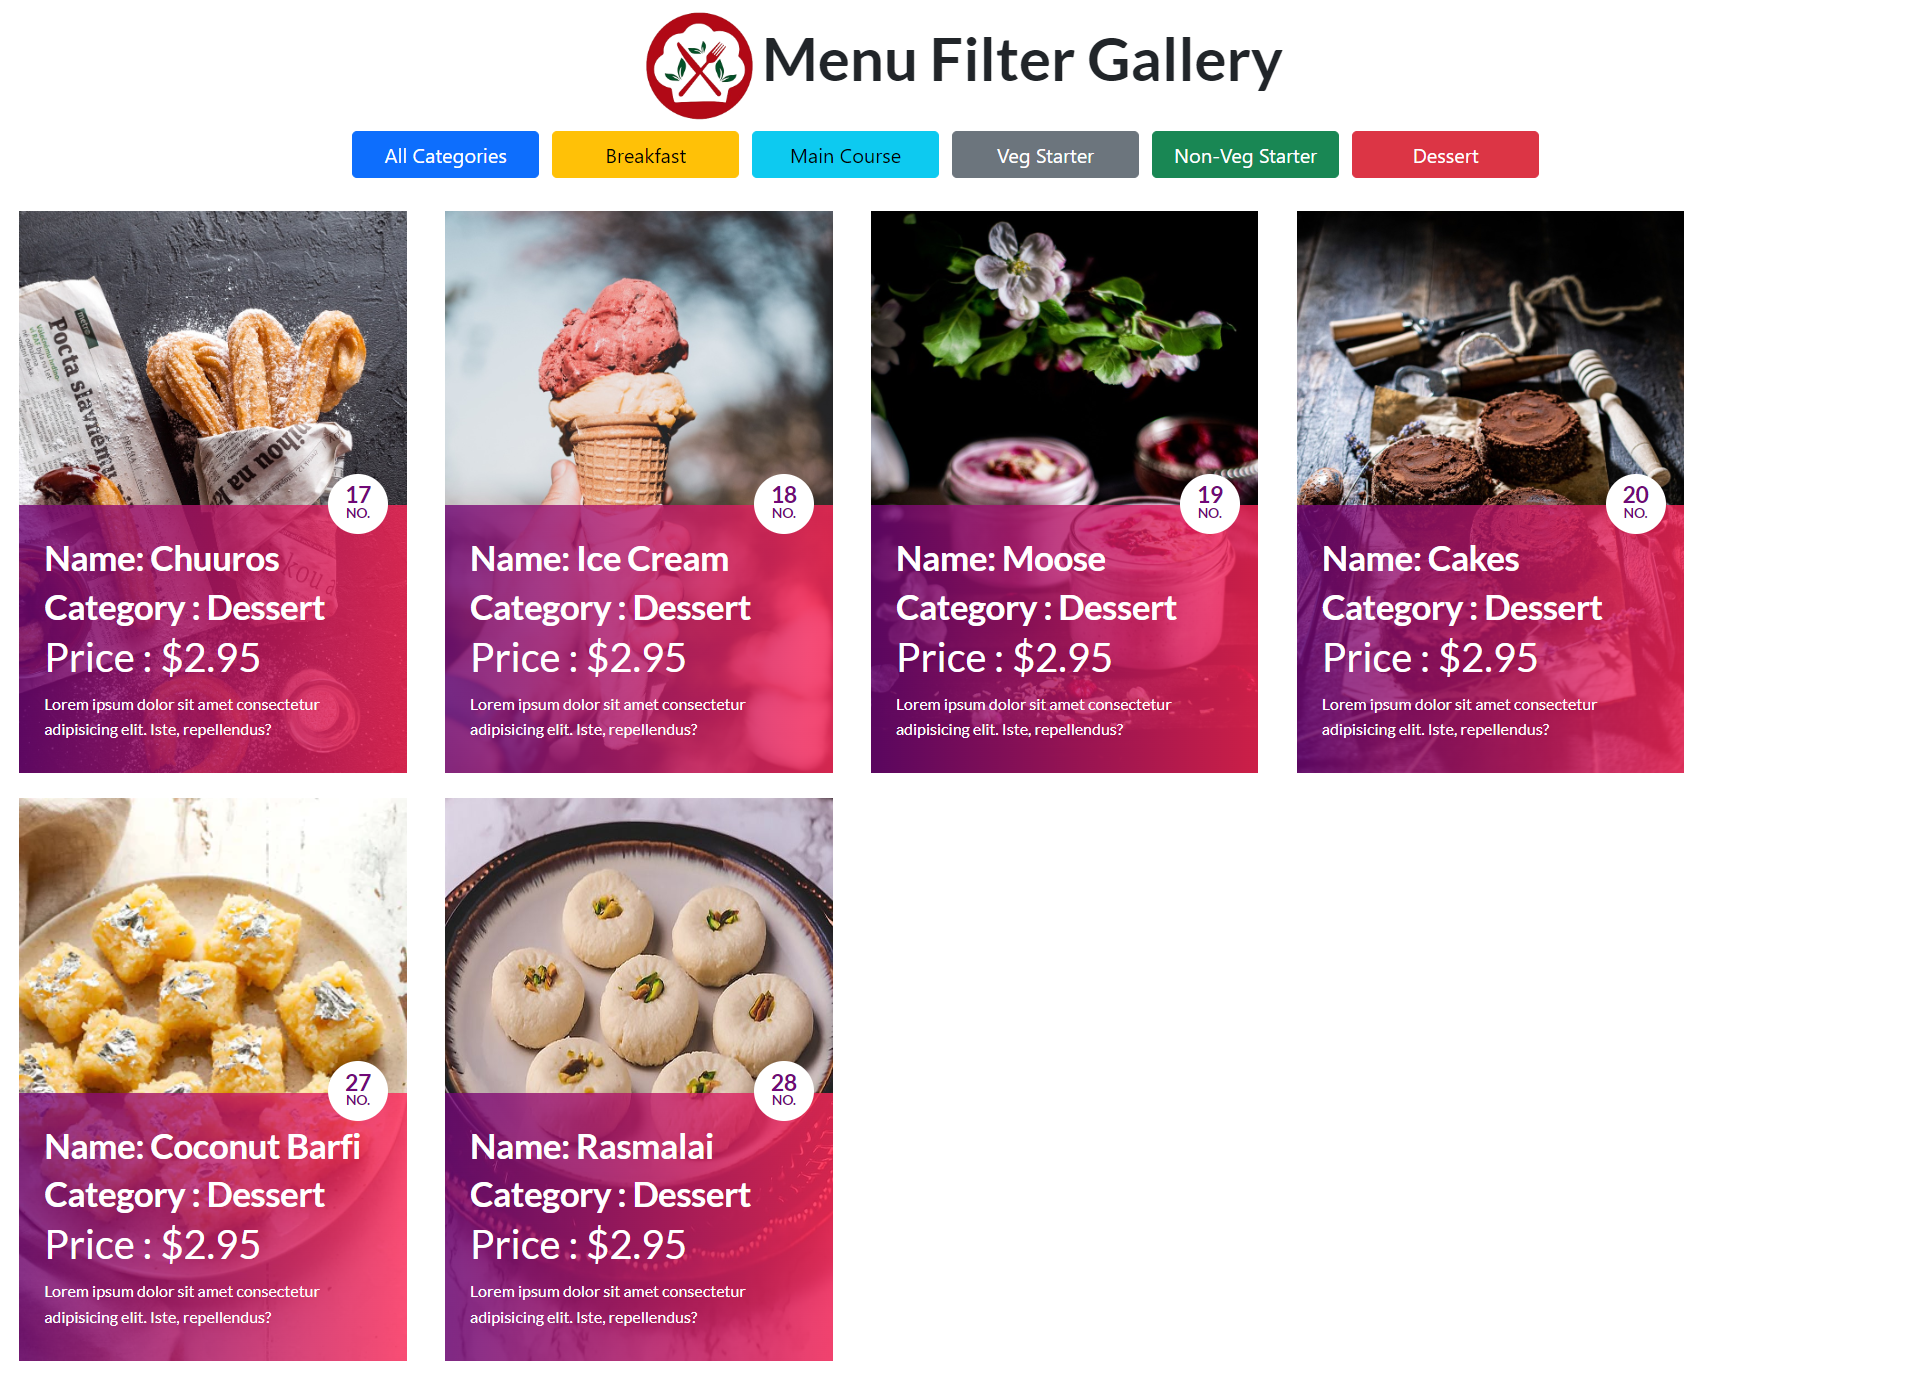 Menu Filter Gallery
All Categories
Breakfast
Main Course
Veg Starter
Non-Veg Starter
Dessert
Pocta slavnému
metro
nihou na
kou a
17
NO.
Name: Chuuros
Category : Dessert
Price : $2.95
Lorem ipsum dolor sit amet consectetur
adipisicing elit. Iste, repellendus?
18
NO.
Name: Ice Cream
Category : Dessert
Price : $2.95
Lorem ipsum dolor sit amet consectetur
adipisicing elit. Iste, repellendus?
19
NO.
Name: Moose
Category : Dessert
Price : $2.95
Lorem ipsum dolor sit amet consectetur
adipisicing elit. Iste, repellendus?
20
NO.
Name: Cakes
Category : Dessert
Price : $2.95
Lorem ipsum dolor sit amet consectetur
adipisicing elit. Iste, repellendus?
27
NO.
Name: Coconut Barfi
Category : Dessert
Price : $2.95
Lorem ipsum dolor sit amet consectetur
adipisicing elit. Iste, repellendus?
28
NO.
Name: Rasmalai
Category : Dessert
Price : $2.95
Lorem ipsum dolor sit amet consectetur
adipisicing elit. Iste, repellendus?